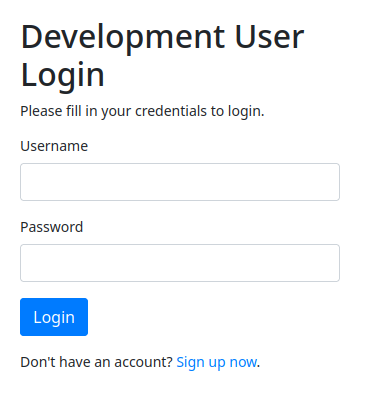 Development User
Login
Please fill in your credentials to login.
Username
Password
Login
Don't have an account? Sign up now.